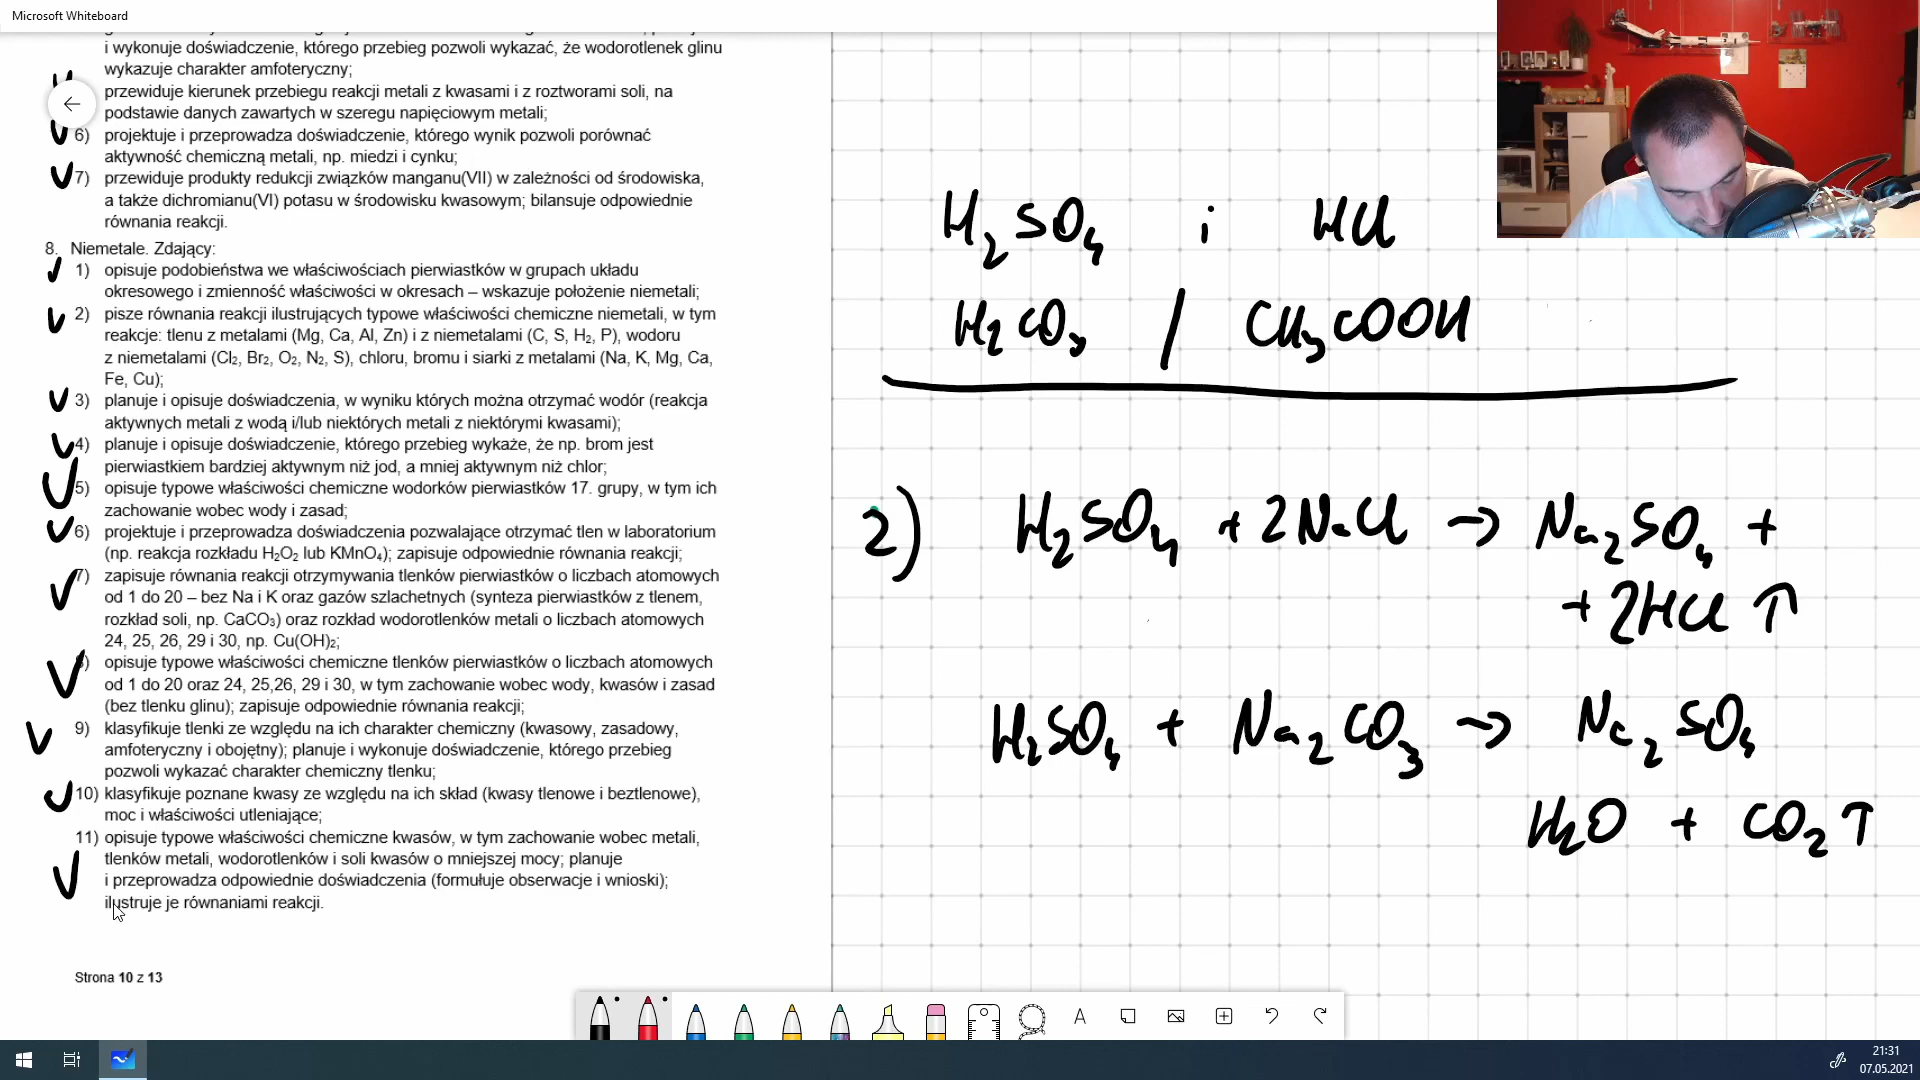 Microsoft Whiteboard
i wykonuje doświadczenie, którego przebieg pozwoli wykazać, że wodorotlenek glinu
wykazuje charakter amfoteryczny;
przewiduje kierunek przebiegu reakcji metali z kwasami i z roztworami soli, na
podstawie danych zawartych w szeregu napięciowym metali;
6) projektuje i przeprowadza doświadczenie, którego wynik pozwoli porównać
aktywność chemiczną metali, np. miedzi i cynku;
7) przewiduje produkty redukcji związków manganu(VII) w zależności od środowiska,
a także dichromianu(VI) potasu w środowisku kwasowym; bilansuje odpowiednie
równania reakcji.
8. Niemetale. Zdający:
1) opisuje podobieństwa we właściwościach pierwiastków w grupach układu
okresowego i zmienność właściwości w okresach – wskazuje położenie niemetali;
2) pisze równania reakcji ilustrujących typowe właściwości chemiczne niemetali, w tym
reakcje: tlenu z metalami (Mg, Ca, Al, Zn) i z niemetalami (C, S, H₂, P), wodoru
z niemetalami (Cl₂, Br₂, O₂, N₂, S), chloru, bromu i siarki z metalami (Na, K, Mg, Ca,
Fe, Cu);
3) planuje i opisuje doświadczenia, w wyniku których można otrzymać wodór (reakcja
aktywnych metali z wodą i/lub niektórych metali z niektórymi kwasami);
4) planuje i opisuje doświadczenie, którego przebieg wykaże, że np. brom jest
pierwiastkiem bardziej aktywnym niż jod, a mniej aktywnym niż chlor;
5) opisuje typowe właściwości chemiczne wodorków pierwiastków 17. grupy, w tym ich
zachowanie wobec wody i zasad;
6) projektuje i przeprowadza doświadczenia pozwalające otrzymać tlen w laboratorium
(np. reakcja rozkładu H₂O₂ lub KMnO₄); zapisuje odpowiednie równania reakcji;
7) zapisuje równania reakcji otrzymywania tlenków pierwiastków o liczbach atomowych
od 1 do 20 – bez Na i K oraz gazów szlachetnych (synteza pierwiastków z tlenem,
rozkład soli, np. CaCO₃) oraz rozkład wodorotlenków metali o liczbach atomowych
24, 25, 26, 29 i 30, np. Cu(OH)₂;
8) opisuje typowe właściwości chemiczne tlenków pierwiastków o liczbach atomowych
od 1 do 20 oraz 24, 25,26, 29 i 30, w tym zachowanie wobec wody, kwasów i zasad
(bez tlenku glinu); zapisuje odpowiednie równania reakcji;
9) klasyfikuje tlenki ze względu na ich charakter chemiczny (kwasowy, zasadowy,
amfoteryczny i obojętny); planuje i wykonuje doświadczenie, którego przebieg
pozwoli wykazać charakter chemiczny tlenku;
10) klasyfikuje poznane kwasy ze względu na ich skład (kwasy tlenowe i beztlenowe),
moc i właściwości utleniające;
11) opisuje typowe właściwości chemiczne kwasów, w tym zachowanie wobec metali,
tlenków metali, wodorotlenków i soli kwasów o mniejszej mocy; planuje
i przeprowadza odpowiednie doświadczenia (formułuje obserwacje i wnioski);
ilustruje je równaniami reakcji.
Strona 10 z 13
H₂SO₄ i HCl
H₂CO₃ / CH₃COOH
2) H₂SO₄ + 2NaCl → Na₂SO₄ +
+ 2HCl ↑
H₂SO₄ + Na₂CO₃ → Na₂SO₄
H₂O + CO₂ ↑
21:31
07.05.2021